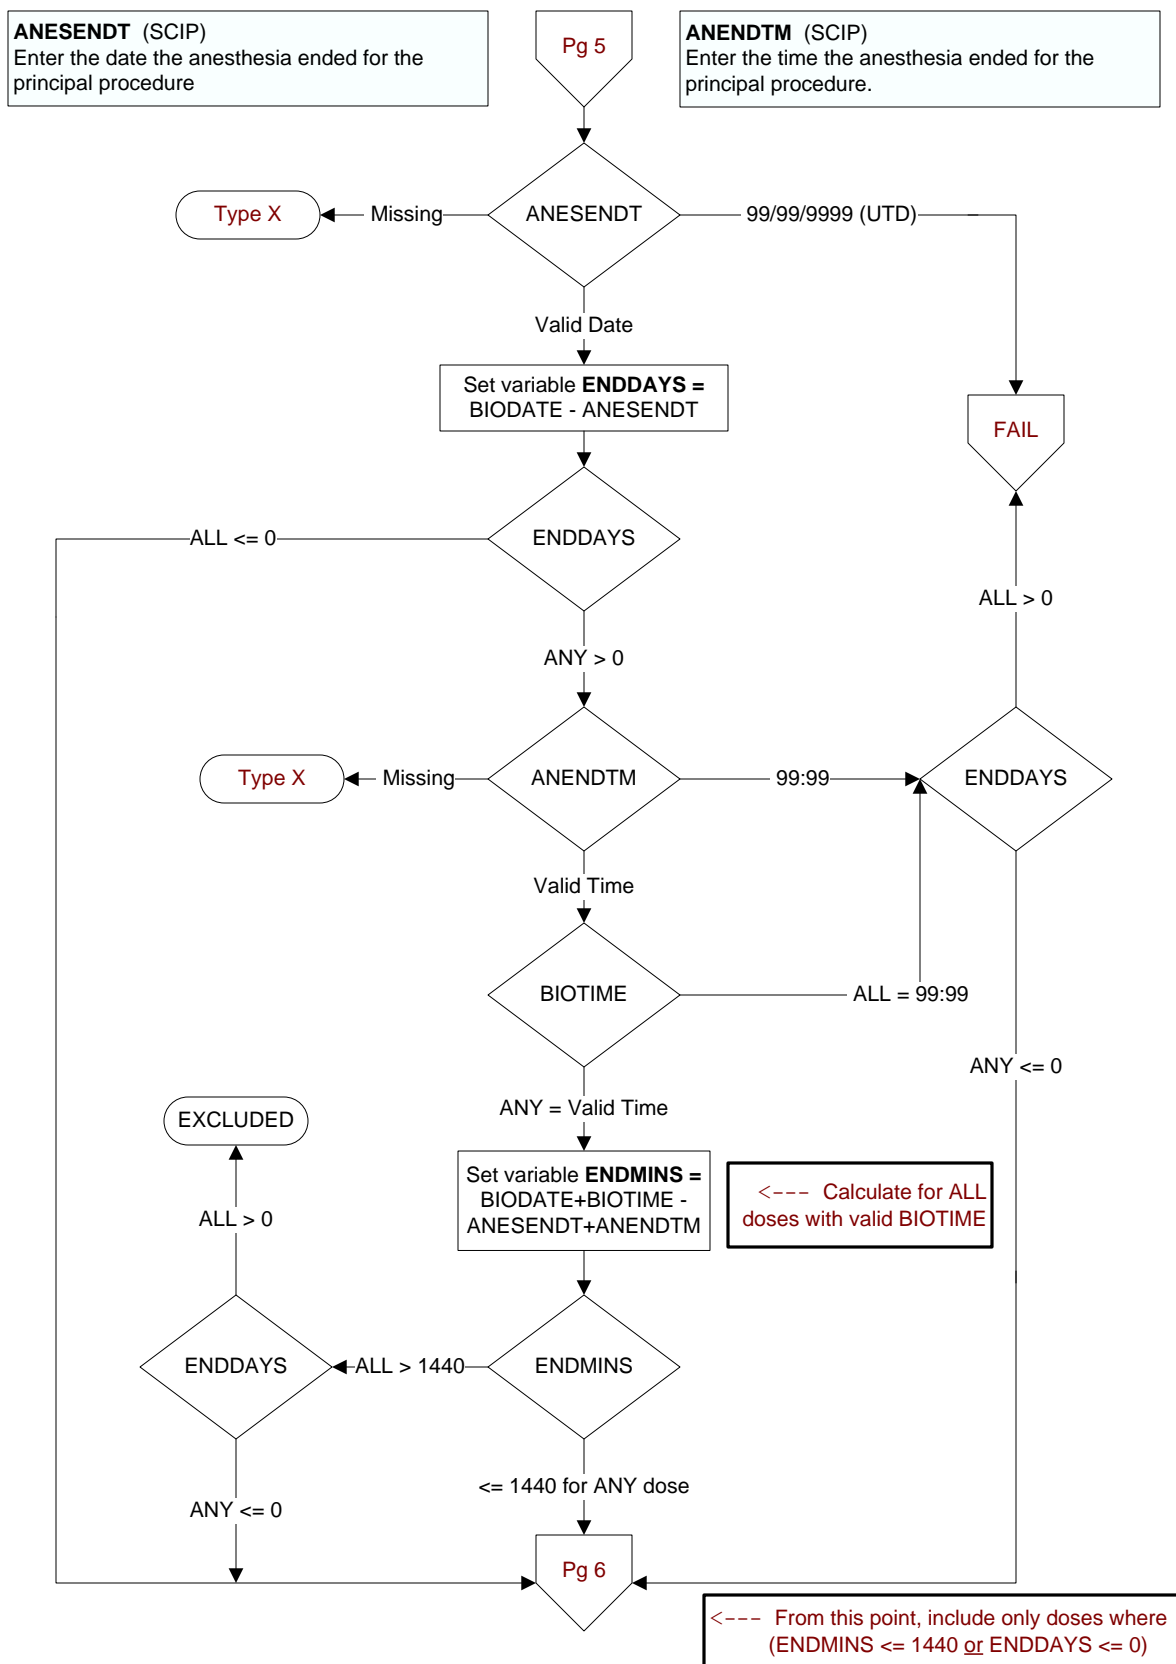 ANESENDT (SCIP)
Enter the date the anesthesia ended for the
principal procedure
Pg 5
ANENDTM (SCIP)
Enter the time the anesthesia ended for the
principal procedure.
Type X
Missing
ANESENDT
99/99/9999 (UTD)
Valid Date
Set variable ENDDAYS =
BIODATE - ANESENDT
FAIL
ALL <= 0
ENDDAYS
ALL > 0
ANY > 0
Type X
Missing
ANENDTM
99:99
ENDDAYS
Valid Time
BIOTIME
ALL = 99:99
ANY <= 0
ANY = Valid Time
EXCLUDED
Set variable ENDMINS =
BIODATE+BIOTIME -
ANESENDT+ANENDTM
<--- Calculate for ALL
doses with valid BIOTIME
ALL > 0
ENDDAYS
ALL > 1440
ENDMINS
<= 1440 for ANY dose
ANY <= 0
Pg 6
<--- From this point, include only doses where
(ENDMINS <= 1440 or ENDDAYS <= 0)